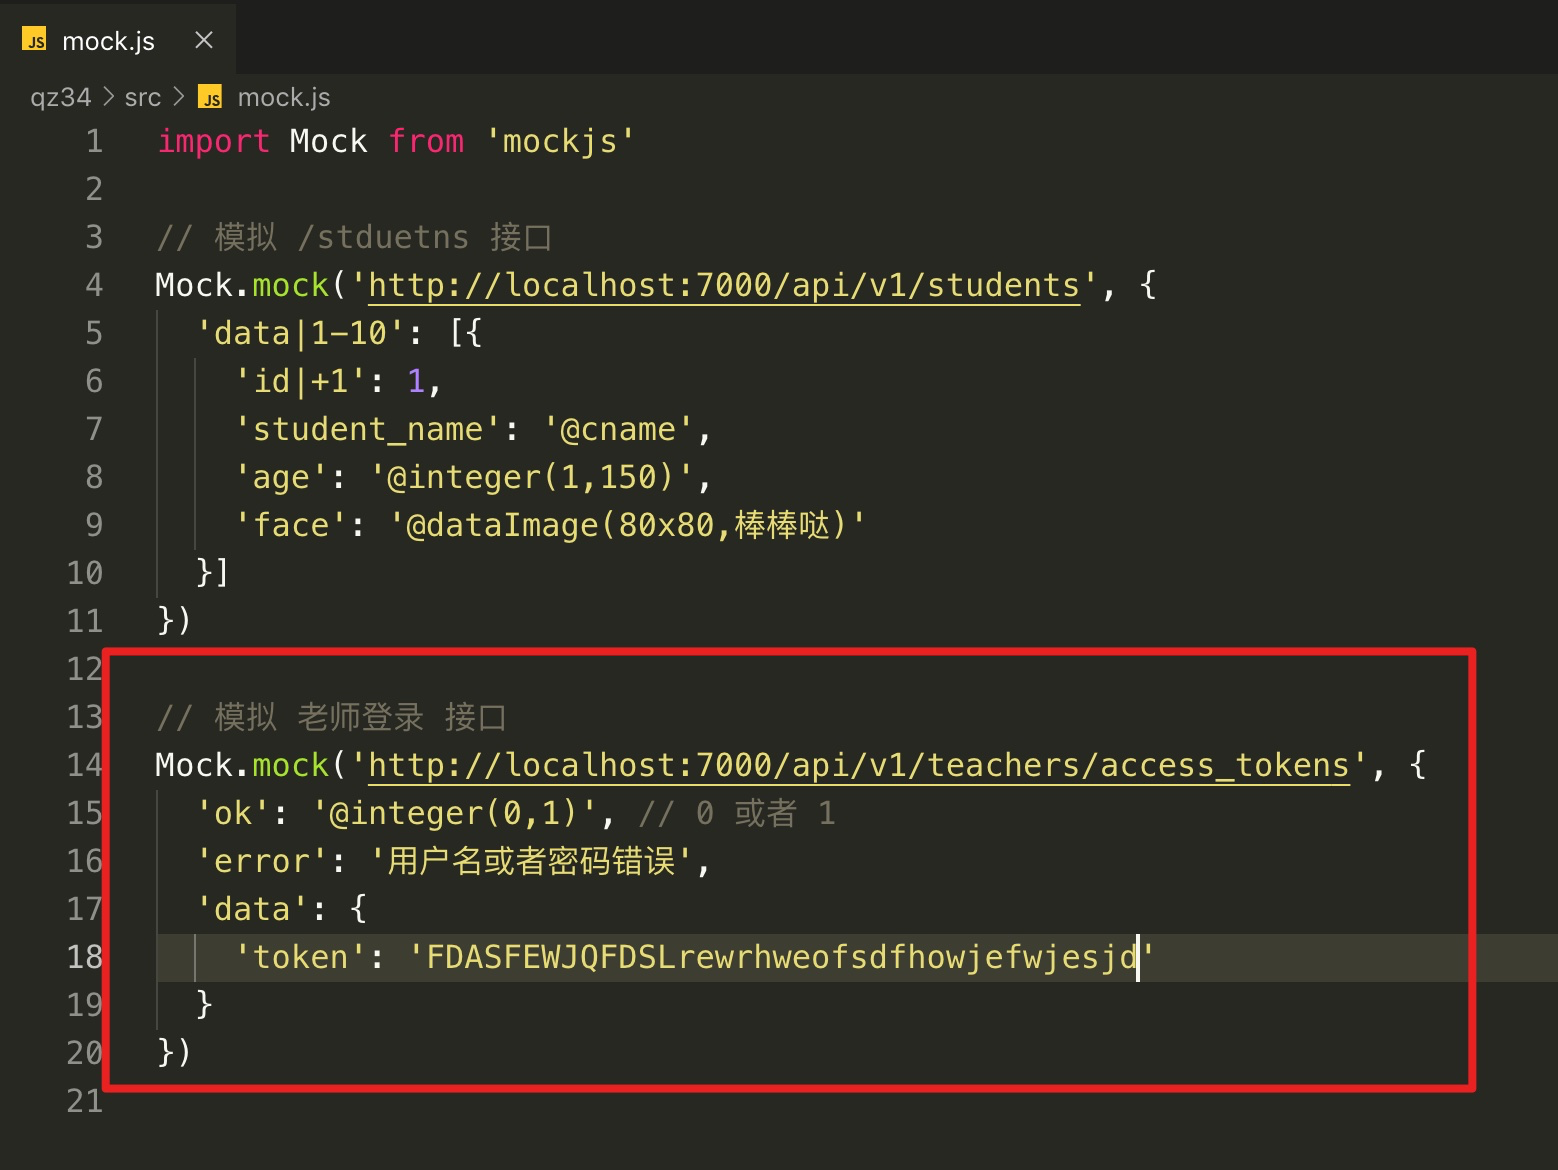 JS mock.js ×
qz34 > src > JS mock.js
1 import Mock from 'mockjs'
2
3 // 模拟 /stduetns 接口
4 Mock.mock('http://localhost:7000/api/v1/students', {
5 'data|1-10': [{
6 'id|+1': 1,
7 'student_name': '@cname',
8 'age': '@integer(1,150)',
9 'face': '@dataImage(80x80,棒棒哒)'
10 }]
11 })
12
13 // 模拟 老师登录 接口
14 Mock.mock('http://localhost:7000/api/v1/teachers/access_tokens', {
15 'ok': '@integer(0,1)', // 0 或者 1
16 'error': '用户名或者密码错误',
17 'data': {
18 'token': 'FDASFEWJQFDSLrewrhweofsdfhowjefwjesjd'
19 }
20 })
21